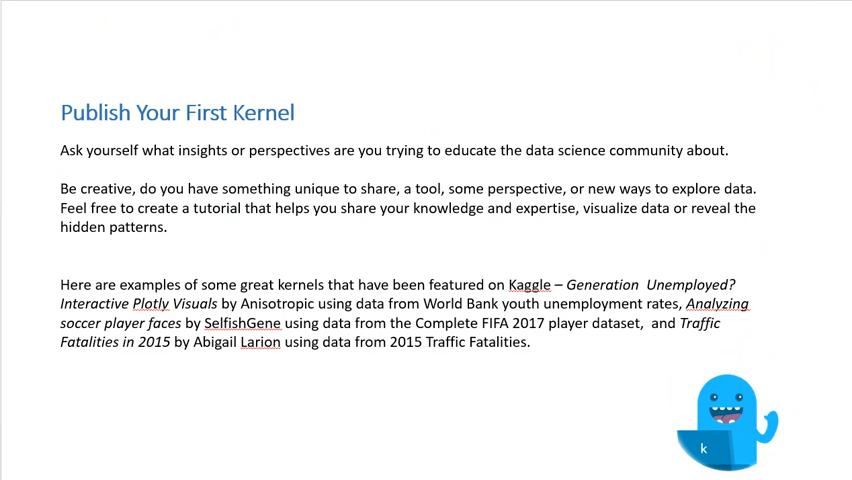 Publish Your First Kernel
Ask yourself what insights or perspectives are you trying to educate the data science community about.
Be creative, do you have something unique to share, a tool, some perspective, or new ways to explore data.
Feel free to create a tutorial that helps you share your knowledge and expertise, visualize data or reveal the
hidden patterns.
Here are examples of some great kernels that have been featured on Kaggle – Generation  Unemployed?
Interactive Plotly Visuals by Anisotropic using data from World Bank youth unemployment rates, Analyzing
soccer player faces by SelfishGene using data from the Complete FIFA 2017 player dataset,  and Traffic
Fatalities in 2015 by Abigail Larion using data from 2015 Traffic Fatalities.
k